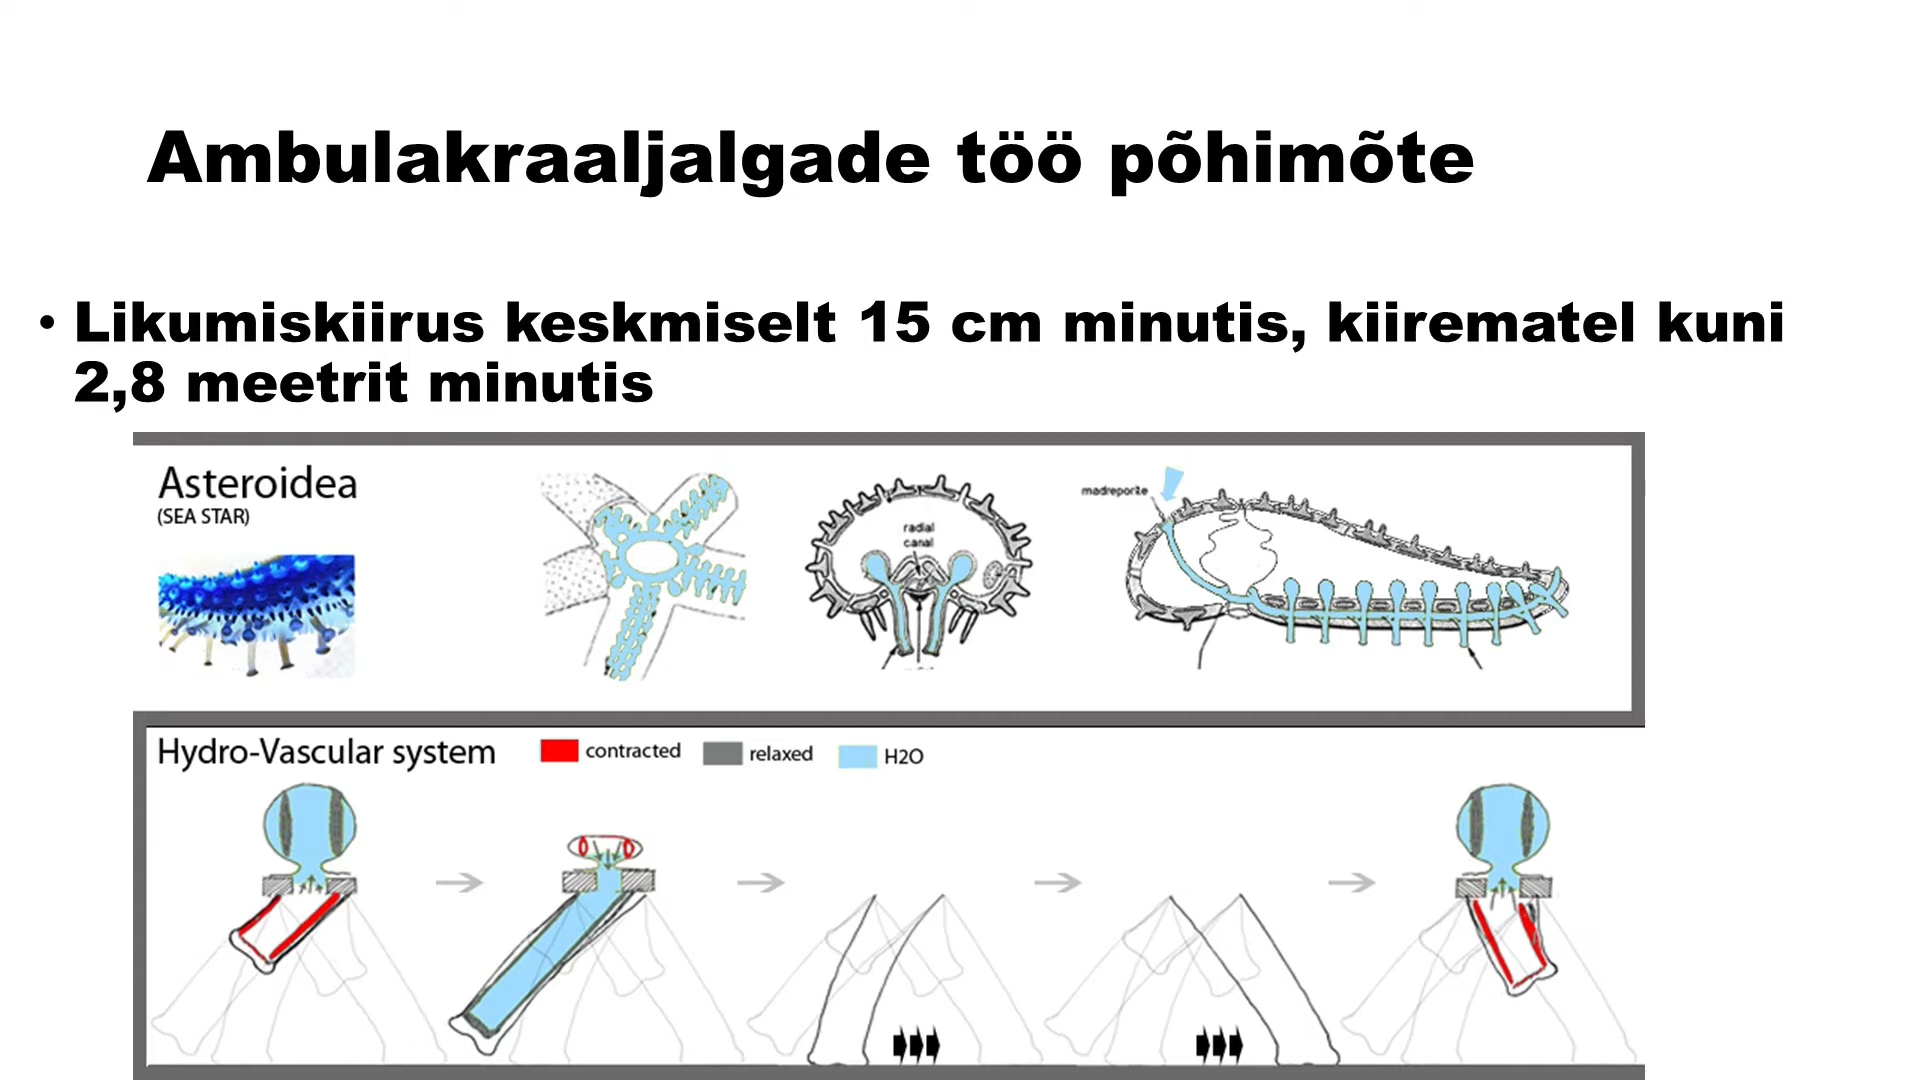 Ambulakraaljalgade töö põhimõte
• Likumiskiirus keskmiselt 15 cm minutis, kiirematel kuni
2,8 meetrit minutis
Asteroidea
(SEA STAR)
radial
canal
madreporite
Hydro-Vascular system
contracted
relaxed
H2O